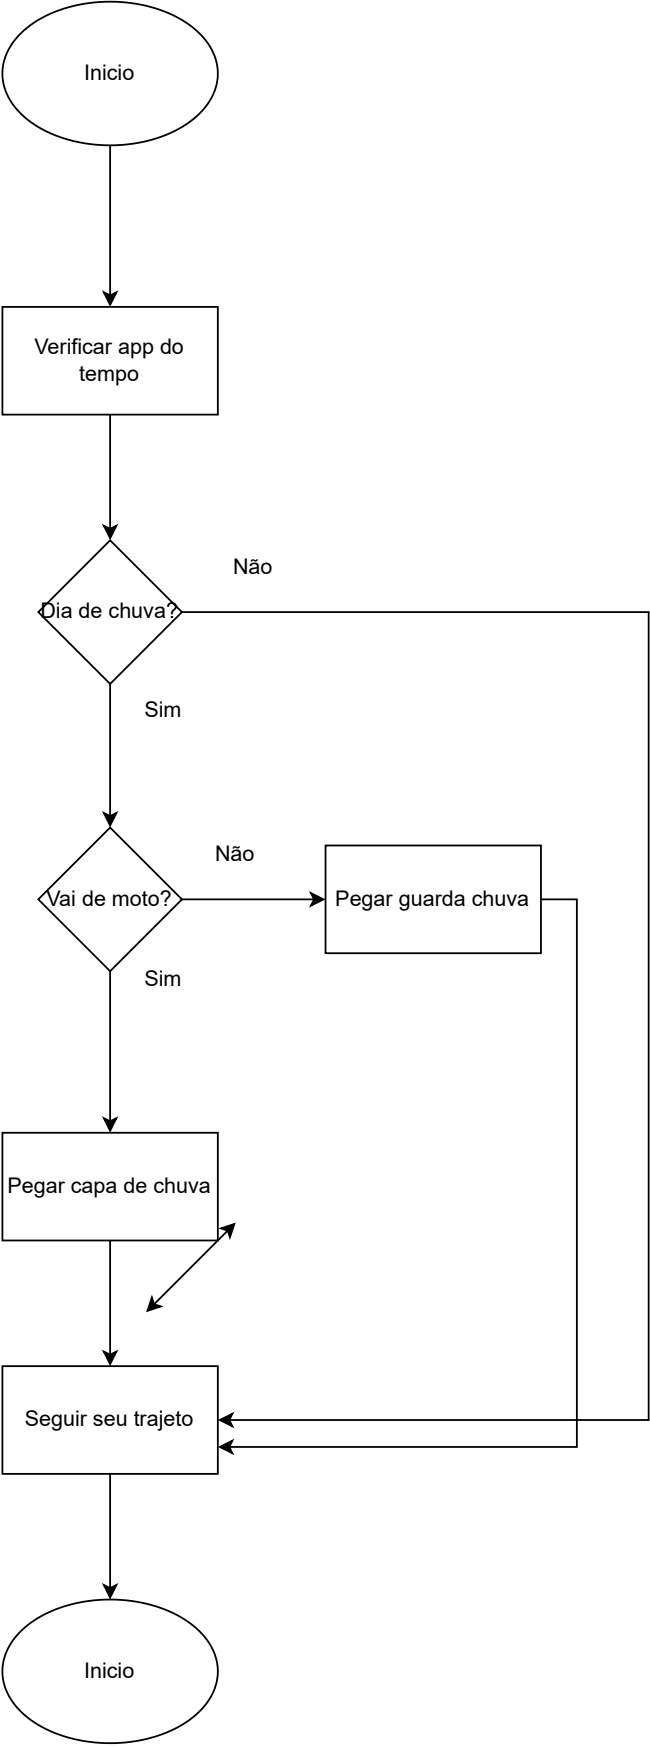 Inicio
Verificar app do
tempo
Não
Dia de chuva?
Sim
Não
Vai de moto?
Pegar guarda chuva
Sim
Pegar capa de chuva
Seguir seu trajeto
Inicio